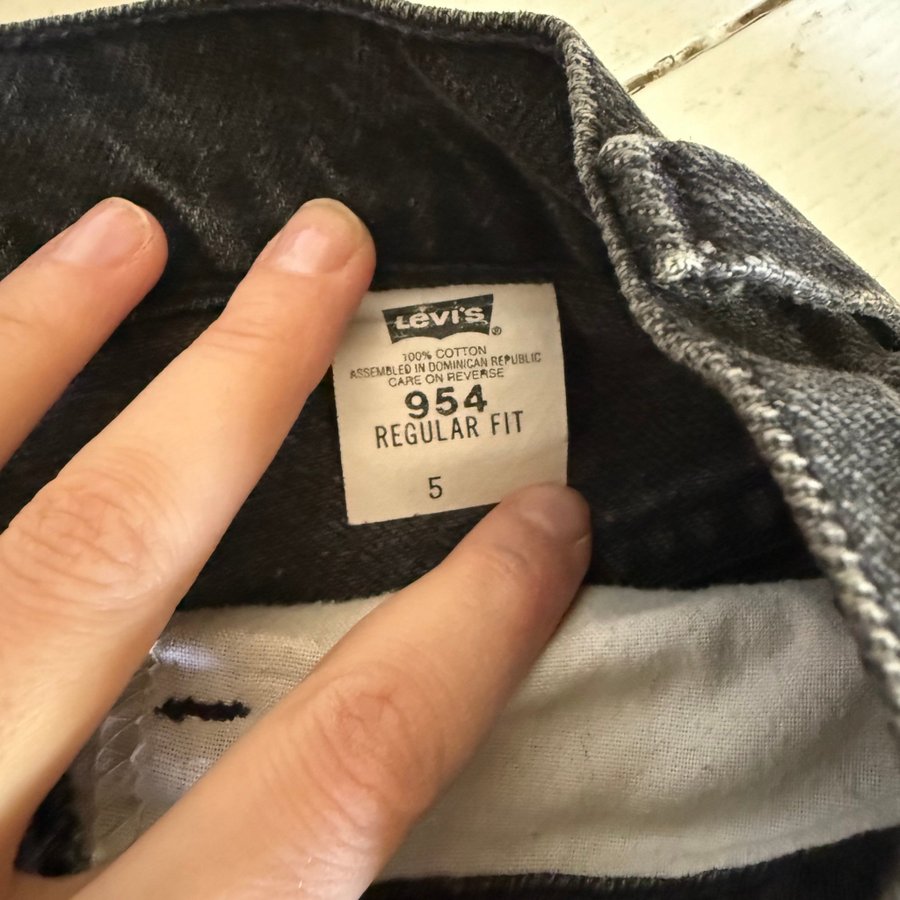 Levi's®
100% COTTON
ASSEMBLED IN DOMINICAN REPUBLIC
CARE ON REVERSE
954
REGULAR FIT
5